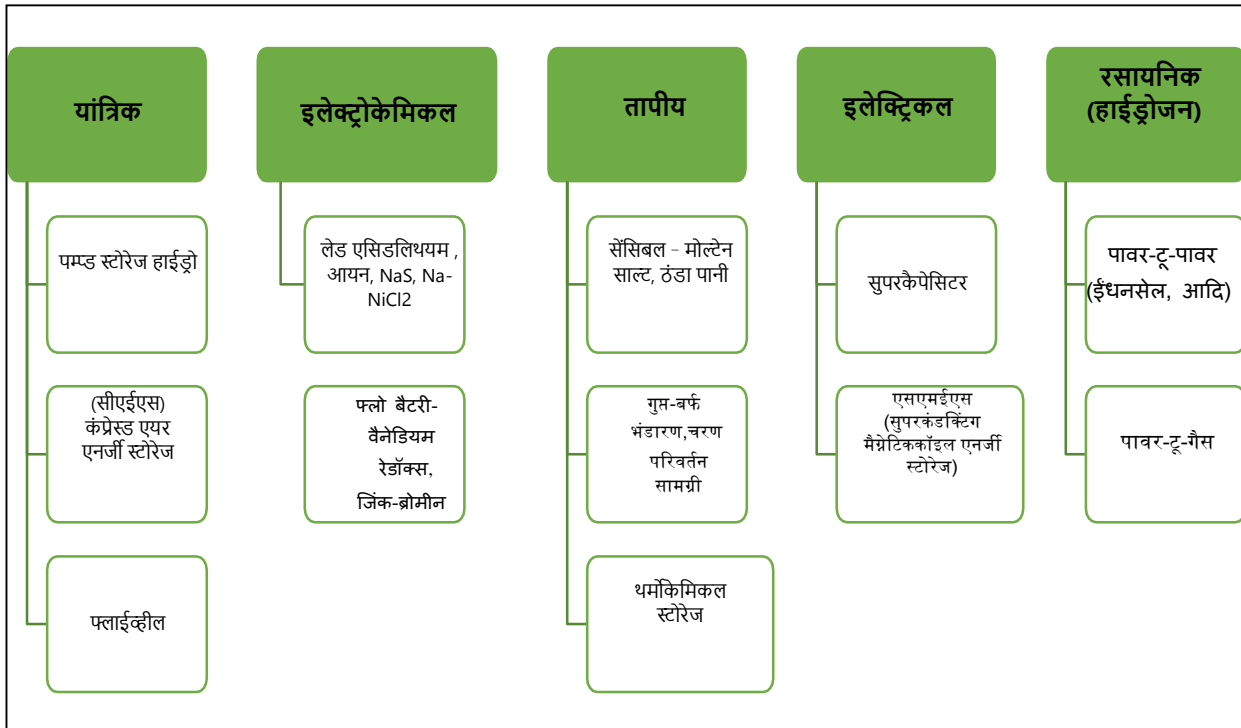 यांत्रिक
पम्प्ड स्टोरेज हाईड्रो
(सीएईएस)
कंप्रेस्ड एयर
एनर्जी स्टोरेज
फ्लाईव्हील
इलेक्ट्रोकेमिकल
लेड एसिडलिथयम ,
आयन, NaS, Na-
NiCl2
फ्लो बैटरी-
वैनेडियम
रेडॉक्स,
जिंक-ब्रोमीन
तापीय
सेंसिबल - मोल्टेन
साल्ट, ठंडा पानी
गुप्त-बर्फ
भंडारण,चरण
परिवर्तन
सामग्री
थर्मोकेमिकल
स्टोरेज
इलेक्ट्रिकल
सुपरकैपेसिटर
एसएमईएस
(सुपरकंडक्टिंग
मैग्नेटिककॉइल एनर्जी
स्टोरेज)
रसायनिक
(हाईड्रोजन)
पावर-टू-पावर
(ईंधनसेल, आदि)
पावर-टू-गैस